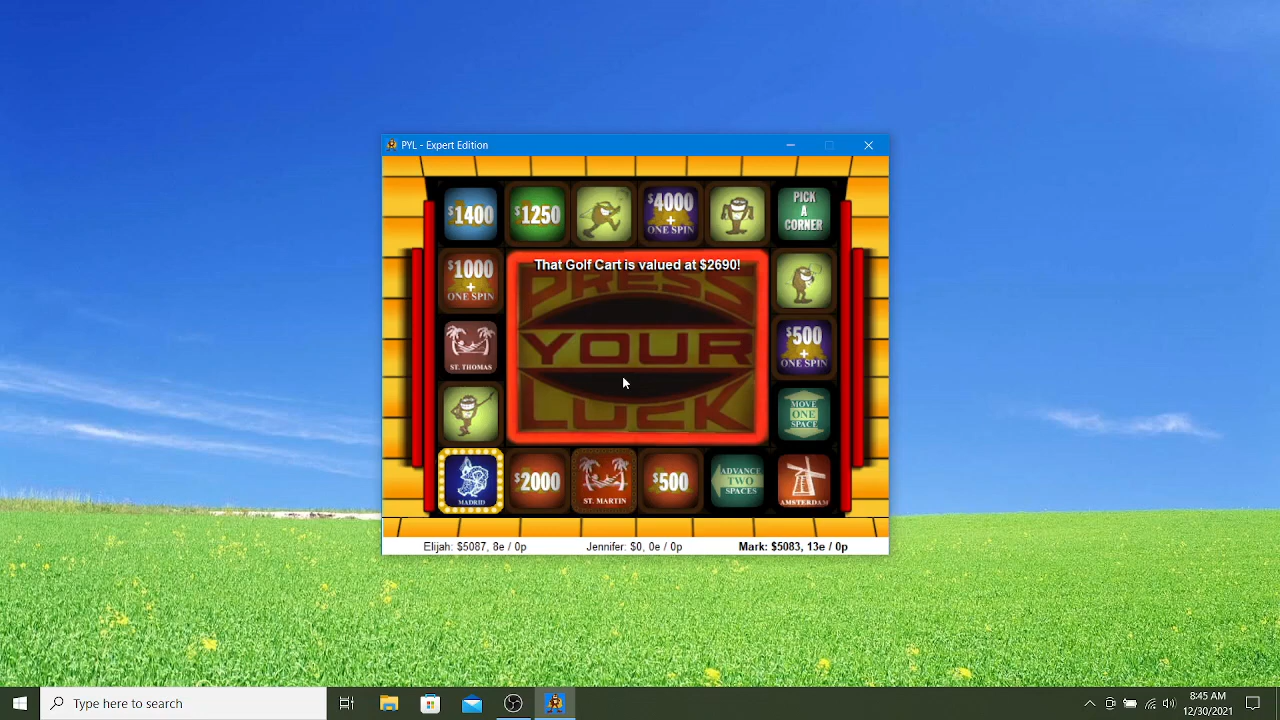 PYL - Expert Edition
$1400
$1250
$4000
+
ONE SPIN
PICK
A
CORNER
$1000
+
ONE SPIN
That Golf Cart is valued at $2690!
PRESS
YOUR
LUCK
$500
+
ONE SPIN
ST. THOMAS
MOVE
ONE
SPACE
MADRID
$2000
ST. MARTIN
$500
ADVANCE
TWO
SPACES
AMSTERDAM
Elijah: $5087, 8e / 0p
Jennifer: $0, 0e / 0p
Mark: $5083, 13e / 0p
Type here to search
8:45 AM
12/30/2021